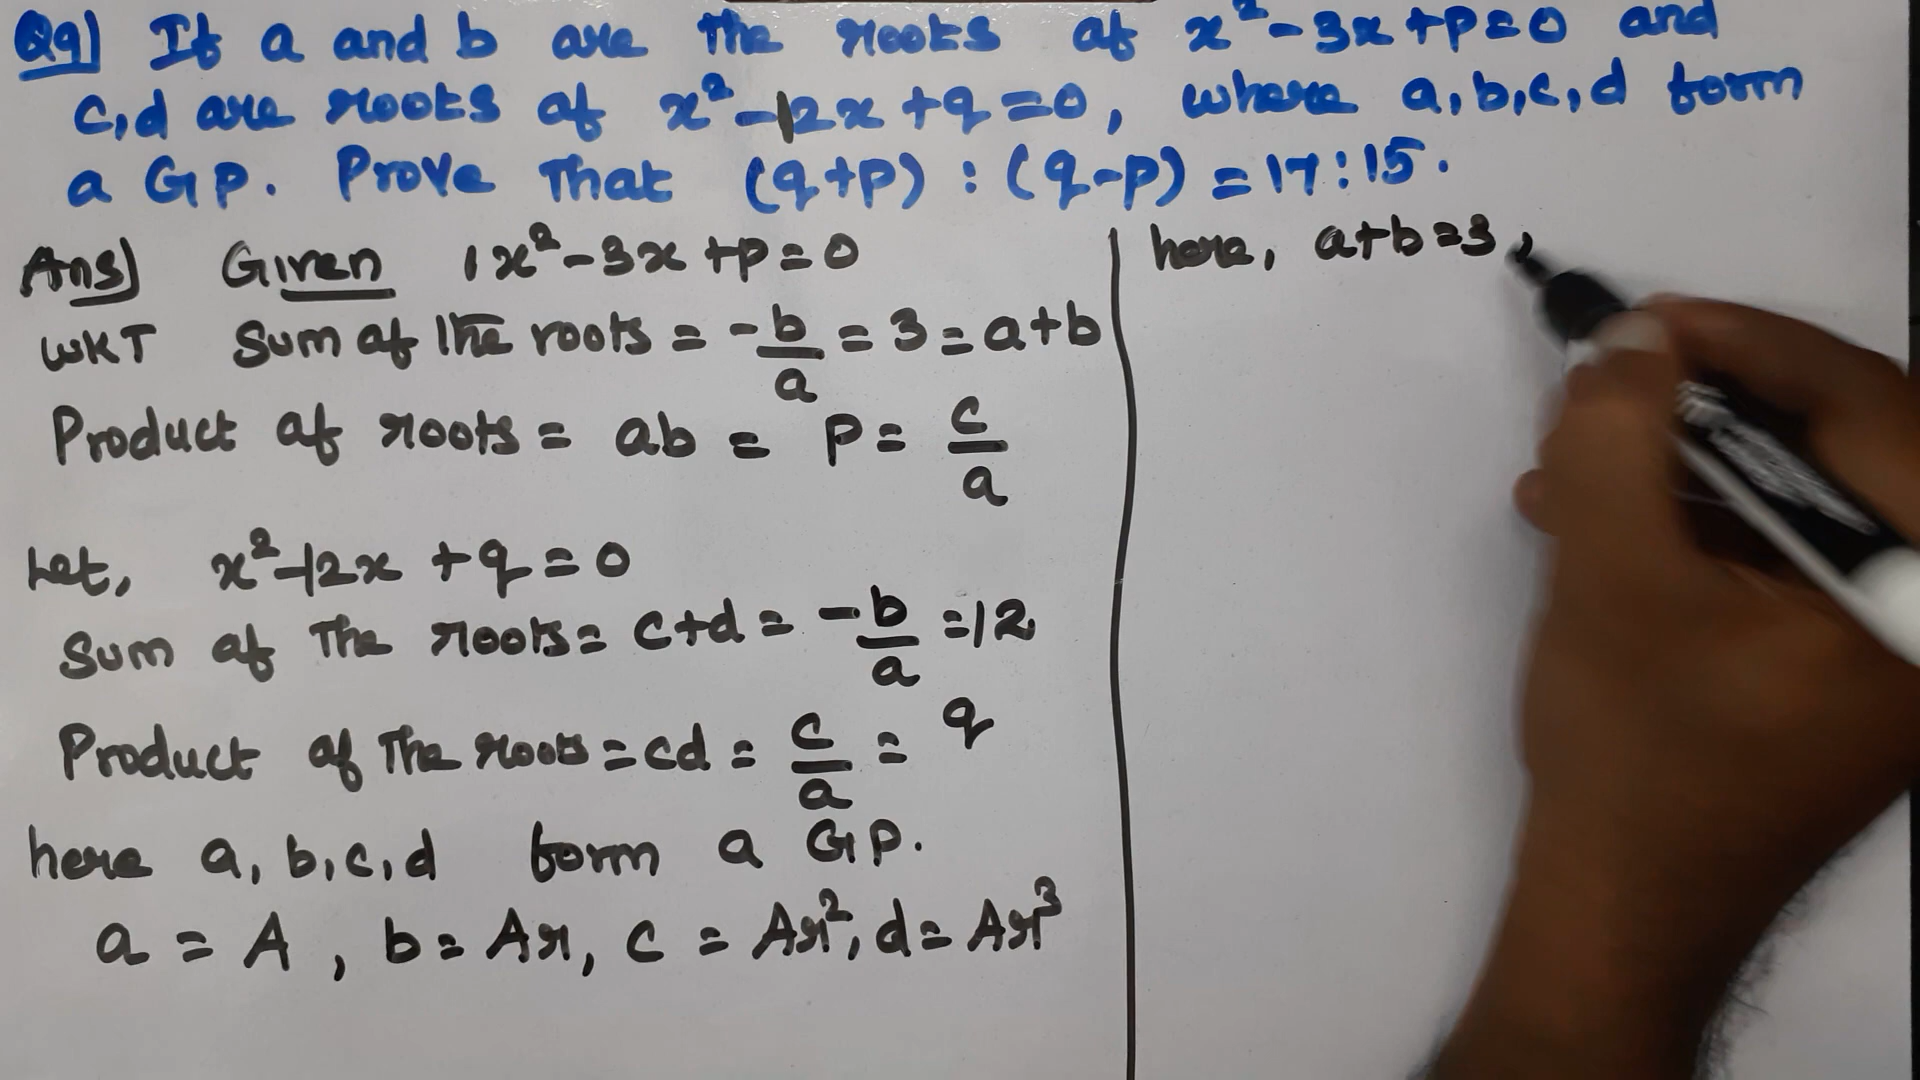 Q9) If a and b are the roots of x²-3x+p=0 and
c,d are roots of x²-12x+q=0, where a,b,c,d form
a GP. Prove that (q+p) : (q-p) = 17:15.
Ans) Given 1x²-3x+p=0
WKT Sum of the roots = -b/a = 3 = a+b
Product of roots = ab = p = c/a
Let, x²-12x+q=0
Sum of the roots = c+d = -b/a = 12
Product of the roots = cd = c/a = q
here a, b, c, d form a GP.
a = A, b = Ar, c = Ar², d = Ar³
here, a+b=3,